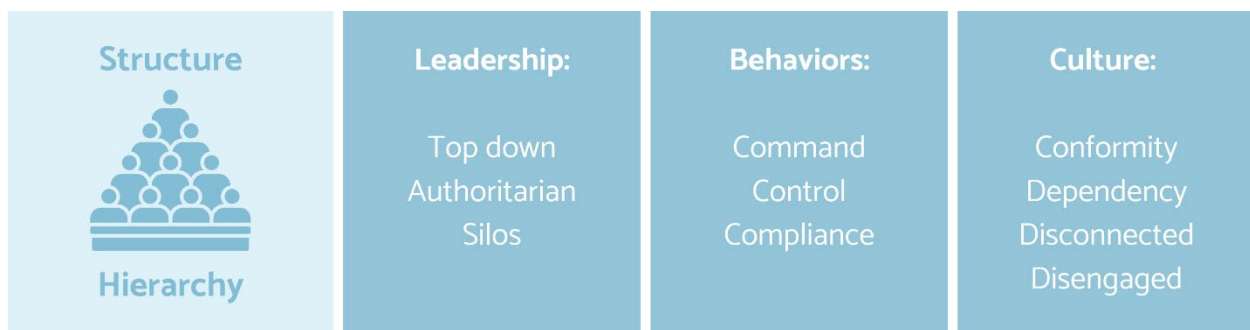 Structure
Hierarchy
Leadership:
Top down
Authoritarian
Silos
Behaviors:
Command
Control
Compliance
Culture:
Conformity
Dependency
Disconnected
Disengaged